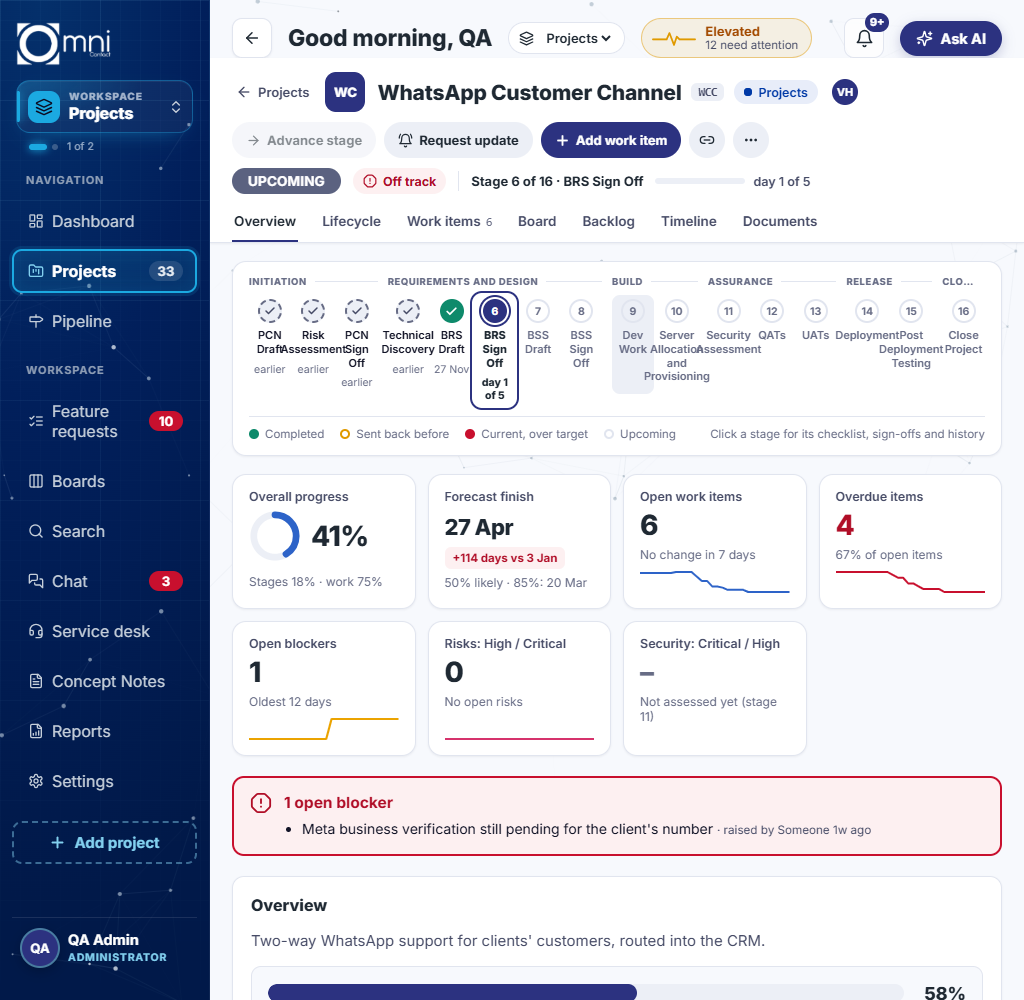 Omni
Contact
WORKSPACE
Projects
1 of 2
NAVIGATION
Dashboard
Projects 33
Pipeline
WORKSPACE
Feature
requests
10
Boards
Search
Chat 3
Service desk
Concept Notes
Reports
Settings
+ Add project
QA
QA Admin
ADMINISTRATOR
Good morning, QA
Projects
Elevated
12 need attention
9+
Ask AI
Projects
WC
WhatsApp Customer Channel
WCC
Projects
VH
Advance stage
Request update
+ Add work item
UPCOMING
Off track
Stage 6 of 16 · BRS Sign Off
day 1 of 5
Overview Lifecycle Work items 6 Board Backlog Timeline Documents
INITIATION
PCN Draft
earlier
Risk Assessment
earlier
PCN Sign Off
earlier
REQUIREMENTS AND DESIGN
Technical Discovery
earlier
BRS Draft
27 Nov
6
BRS Sign Off
day 1 of 5
7
BSS Draft
8
BSS Sign Off
BUILD
9
Dev Work
10
Server Allocation and Provisioning
ASSURANCE
11
Security Assessment
12
QATs
13
UATs
RELEASE
14
Deployment
15
Post Deployment Testing
CLO...
16
Close Project
Completed Sent back before Current, over target Upcoming
Click a stage for its checklist, sign-offs and history
Overall progress
41%
Stages 18% · work 75%
Forecast finish
27 Apr
+114 days vs 3 Jan
50% likely · 85%: 20 Mar
Open work items
6
No change in 7 days
Overdue items
4
67% of open items
Open blockers
1
Oldest 12 days
Risks: High / Critical
0
No open risks
Security: Critical / High
–
Not assessed yet (stage
11)
1 open blocker
• Meta business verification still pending for the client's number · raised by Someone 1w ago
Overview
Two-way WhatsApp support for clients' customers, routed into the CRM.
58%